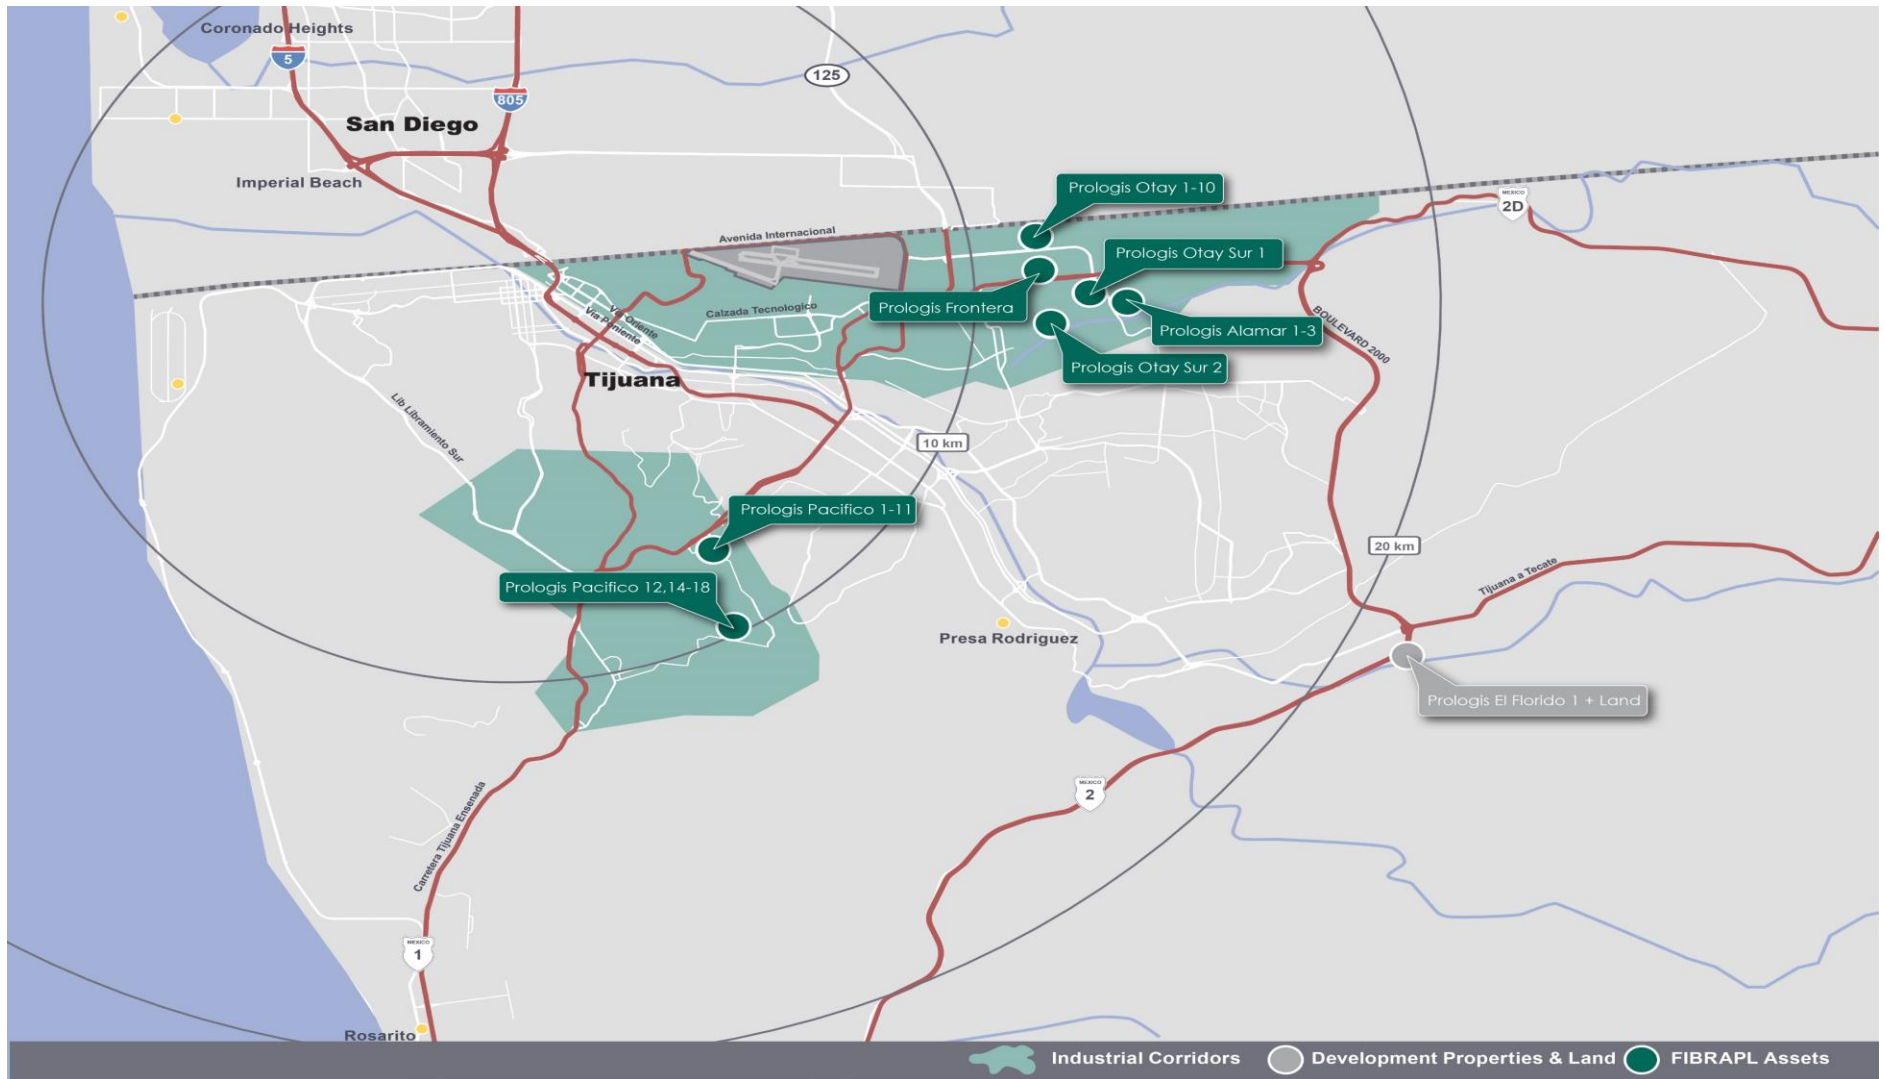 Coronado Heights
5
125
805
San Diego
Imperial Beach
Prologis Otay 1-10
MEXICO
2D
Avenida Internacional
Prologis Otay Sur 1
Prologis Frontera
Calzada Tecnologico
Via Oriente
Via Poniente
Prologis Alamar 1-3
BOULEVARD 2000
Prologis Otay Sur 2
Tijuana
Lib Libramiento Sur
10 km
Prologis Pacifico 1-11
20 km
Prologis Pacifico 12,14-18
Tijuana a Tecate
Presa Rodriguez
Prologis El Florido 1 + Land
MEXICO
2
Carretera Tijuana Ensenada
MEXICO
1
Rosarito
Industrial Corridors
Development Properties & Land
FIBRAPL Assets